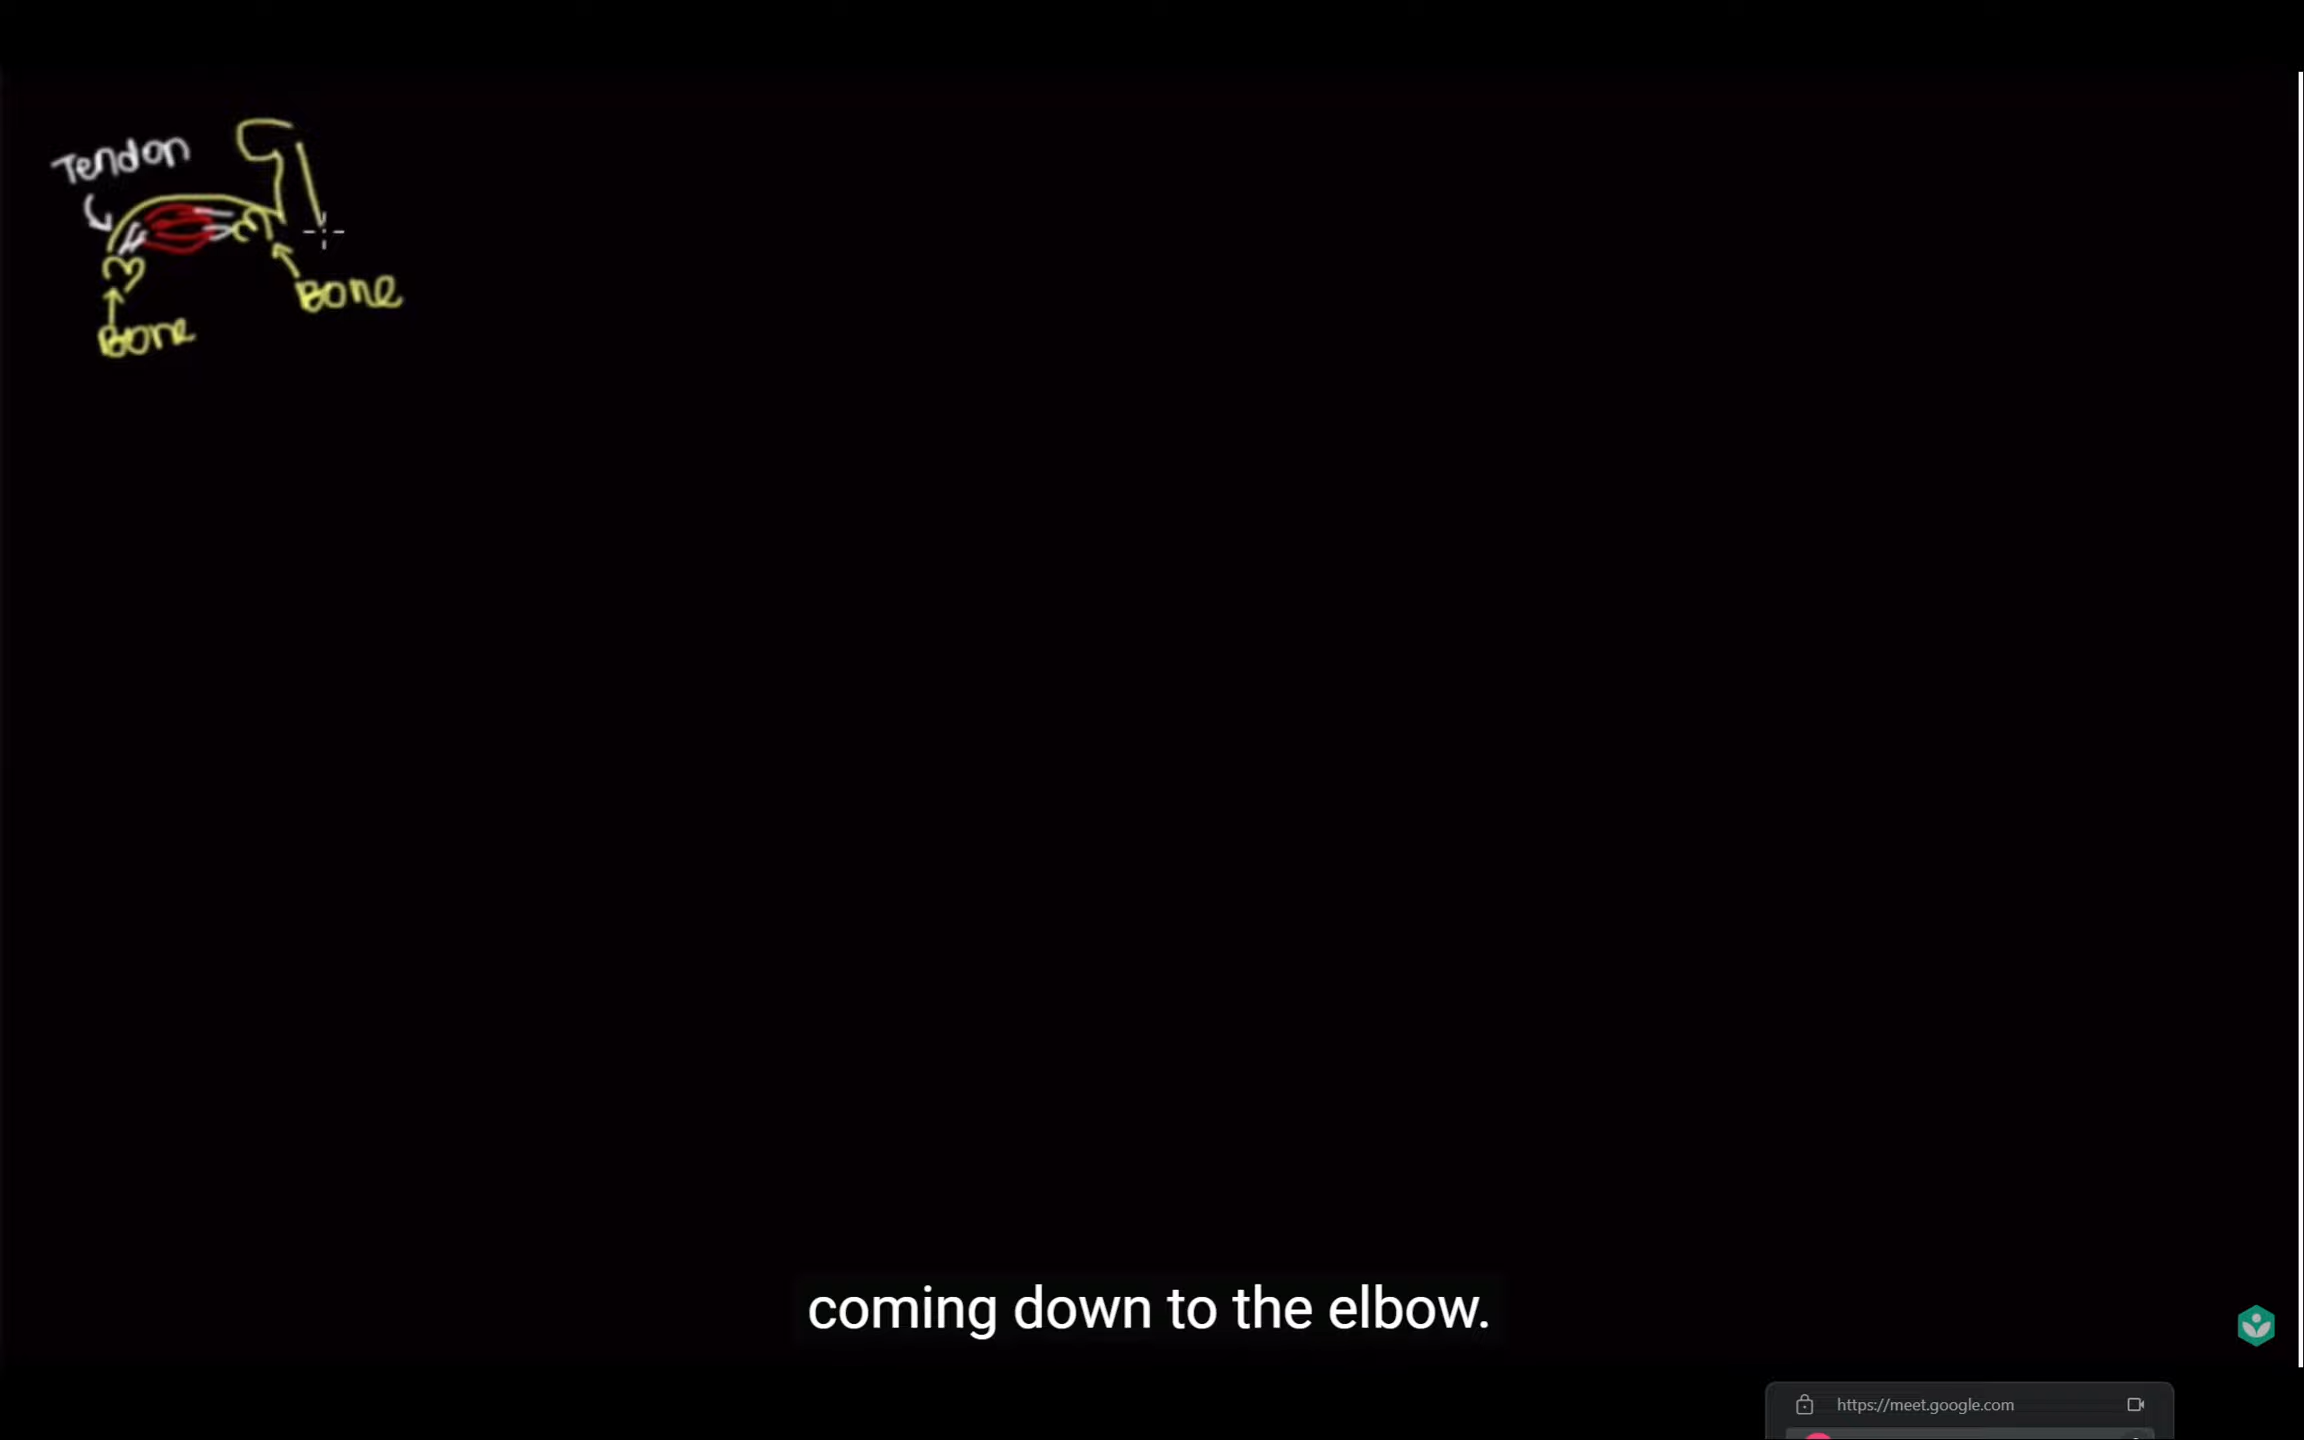 Tendon
Bone
Bone
coming down to the elbow.
https://meet.google.com